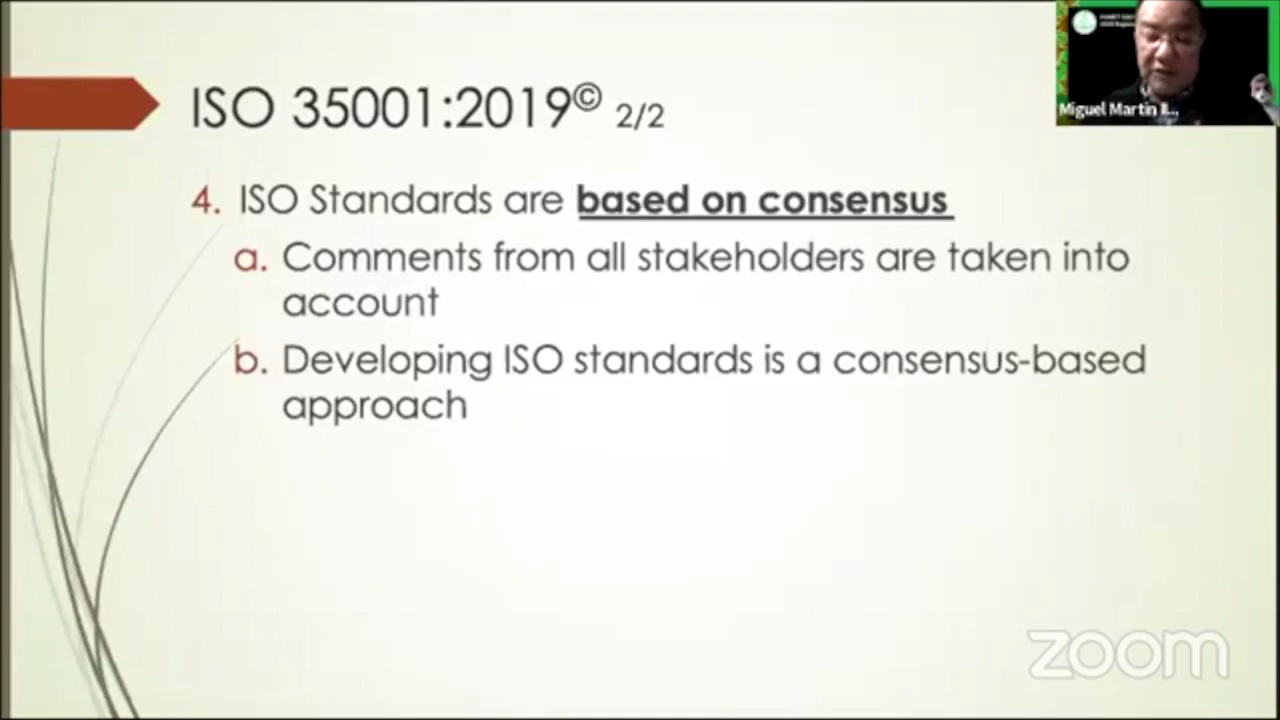 ISO 35001:2019© 2/2
4. ISO Standards are based on consensus
a. Comments from all stakeholders are taken into
account
b. Developing ISO standards is a consensus-based
approach
Miguel Martin II...
zoom